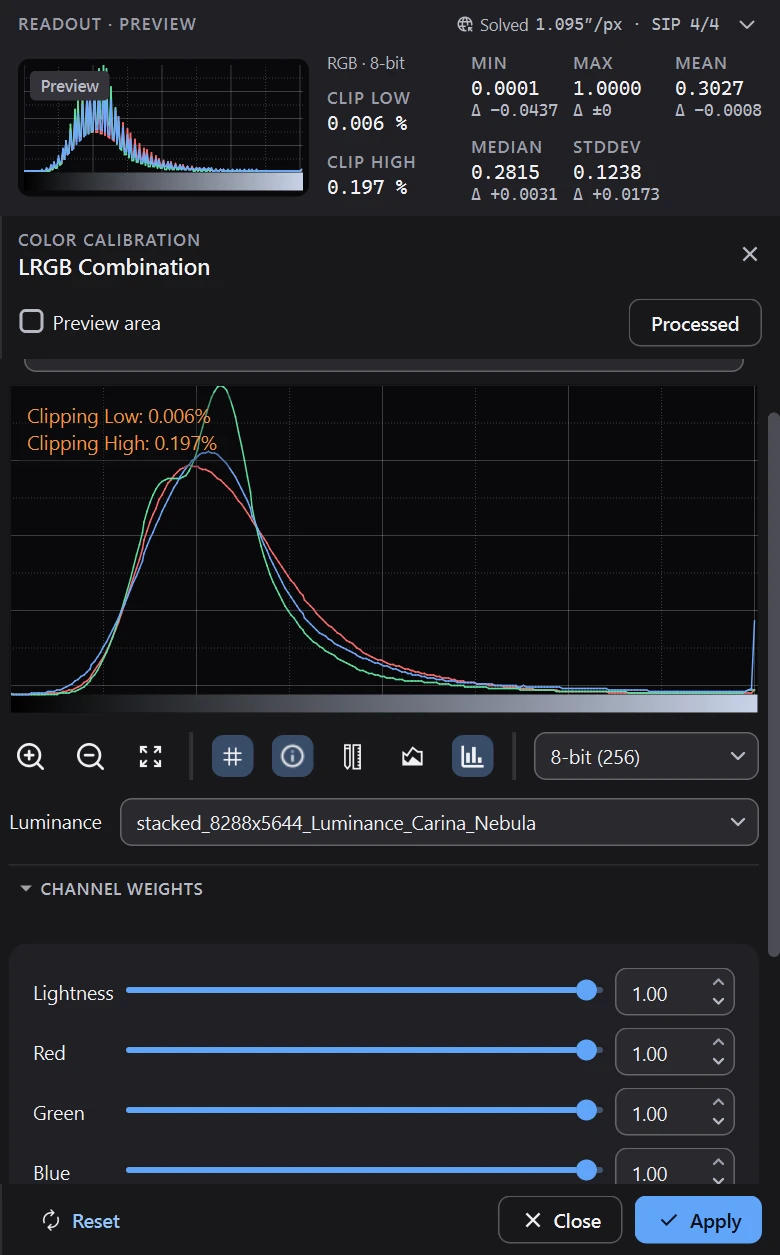 READOUT · PREVIEW
Solved 1.095″/px · SIP 4/4
Preview
RGB · 8-bit
CLIP LOW
0.006 %
CLIP HIGH
0.197 %
MIN MAX MEAN
0.0001 1.0000 0.3027
Δ −0.0437 Δ ±0 Δ −0.0008
MEDIAN STDDEV
0.2815 0.1238
Δ +0.0031 Δ +0.0173
COLOR CALIBRATION
LRGB Combination
Preview area
Processed
Clipping Low: 0.006%
Clipping High: 0.197%
8-bit (256)
Luminance stacked_8288x5644_Luminance_Carina_Nebula
CHANNEL WEIGHTS
Lightness 1.00
Red 1.00
Green 1.00
Blue 1.00
Reset Close Apply